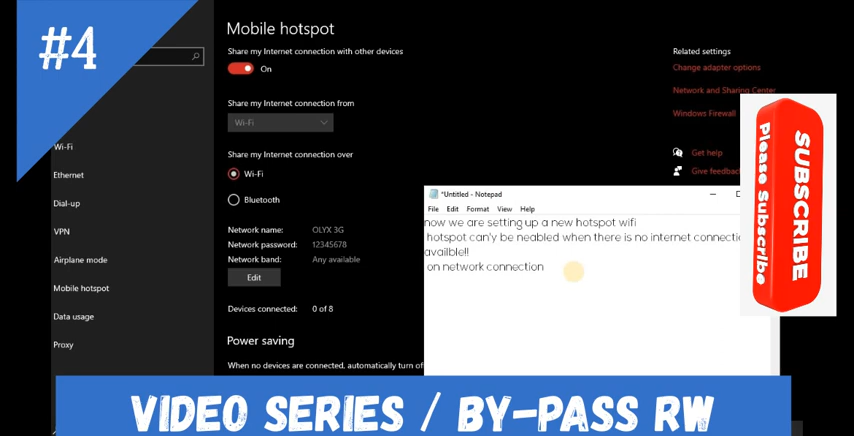 #4
Mobile hotspot
Share my Internet connection with other devices
On
Share my Internet connection from
Wi-Fi
Share my Internet connection over
Wi-Fi
Bluetooth
Network name: OLYX 3G
Network password: 12345678
Network band: Any available
Edit
Devices connected: 0 of 8
Power saving
When no devices are connected, automatically turn of
Wi-Fi
Ethernet
Dial-up
VPN
Airplane mode
Mobile hotspot
Data usage
Proxy
Related settings
Change adapter options
Network and Sharing Center
Windows Firewall
Get help
Give feedback
*Untitled - Notepad
File Edit Format View Help
now we are setting up a new hotspot wifi
hotspot can'y be neabled when there is no internet connectio
availble!!
on network connection
SUBSCRIBE
Please Subscribe
VIDEO SERIES / BY-PASS RW